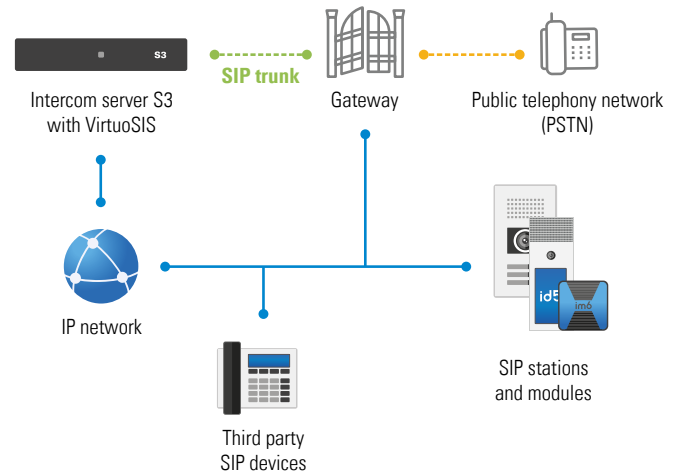 S3
SIP trunk
Intercom server S3
with VirtuoSIS
Gateway
Public telephony network
(PSTN)
IP network
id5
im6
SIP stations
and modules
Third party
SIP devices